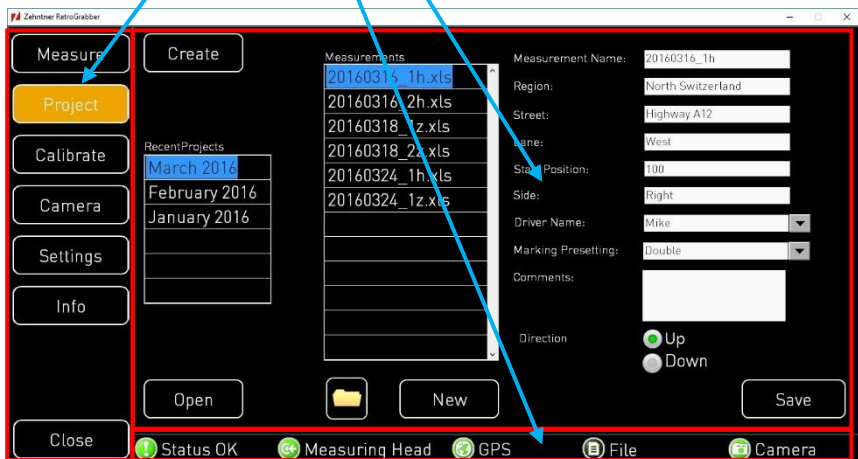 Zehntner RetroGrabber
Measure
Project
Calibrate
Camera
Settings
Info
Close
Create
RecentProjects
March 2016
February 2016
January 2016
Open
Measurements
20160316_1h.xls
20160316_2h.xls
20160318_1z.xls
20160318_2z.xls
20160324_1h.xls
20160324_1z.xls
New
Measurement Name: 20160316_1h
Region: North Switzerland
Street: Highway A12
Lane: West
Start Position: 100
Side: Right
Driver Name: Mike
Marking Presetting: Double
Comments:
Direction Up
Down
Save
Status OK Measuring Head GPS File Camera